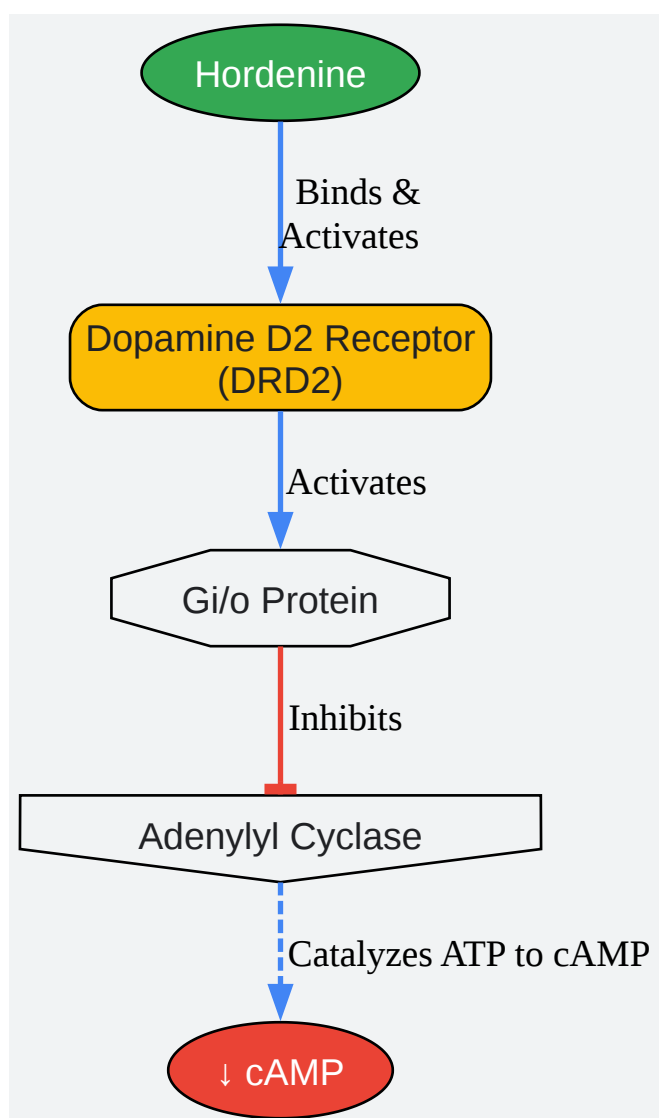 Hordenine
Binds &
Activates
Dopamine D2 Receptor
(DRD2)
Activates
Gi/o Protein
Inhibits
Adenylyl Cyclase
Catalyzes ATP to cAMP
↓ cAMP